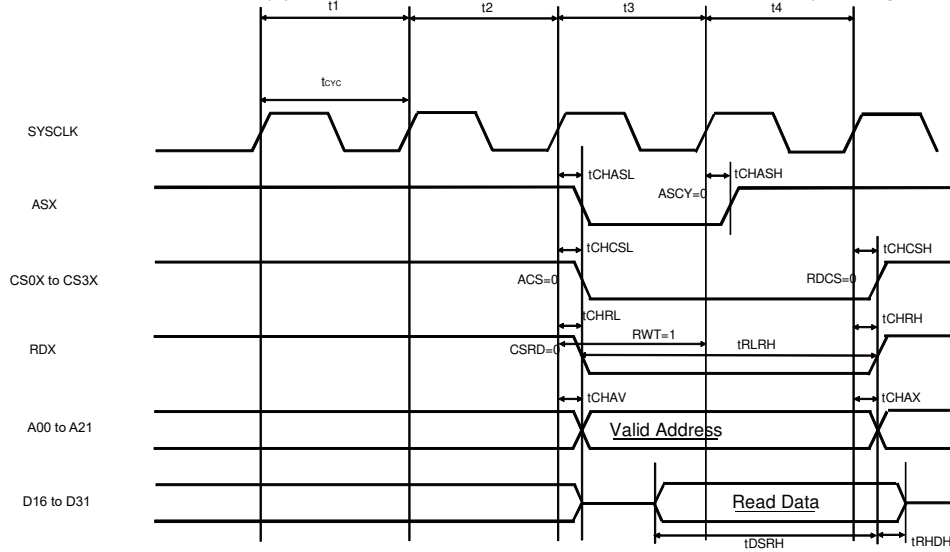 t1 t2 t3 t4
tCYC
SYSCLK
tCHASL tCHASH
ASCY=0
ASX
tCHCSL tCHCSH
CS0X to CS3X ACS=0 RDCS=0
tCHRL tCHRH
RWT=1
RDX CSRD=0 tRLRH
tCHAV tCHAX
A00 to A21 Valid Address
D16 to D31 Read Data
tDSRH tRHDH